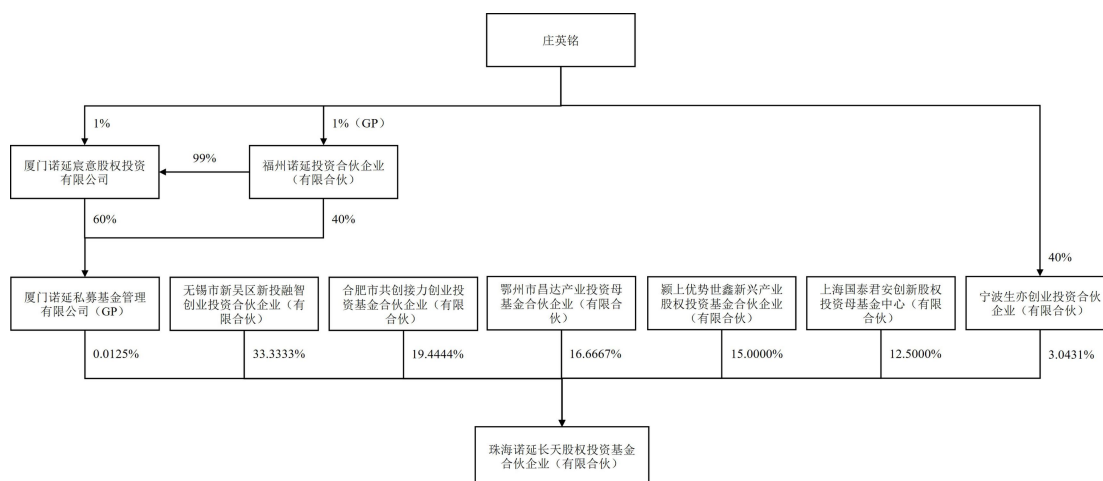 庄英铭
1%
1%（GP）
40%
厦门诺延宸意股权投资
有限公司
99%
福州诺延投资合伙企业
（有限合伙）
60%
40%
厦门诺延私募基金管理
有限公司（GP）
无锡市新吴区新投融智
创业投资合伙企业（有
限合伙）
合肥市共创接力创业投
资基金合伙企业（有限
合伙）
鄂州市昌达产业投资母
基金合伙企业（有限合
伙）
颍上优势世鑫新兴产业
股权投资基金合伙企业
（有限合伙）
上海国泰君安创新股权
投资母基金中心（有限
合伙）
宁波生亦创业投资合伙
企业（有限合伙）
0.0125%
33.3333%
19.4444%
16.6667%
15.0000%
12.5000%
3.0431%
珠海诺延长天股权投资基金
合伙企业（有限合伙）